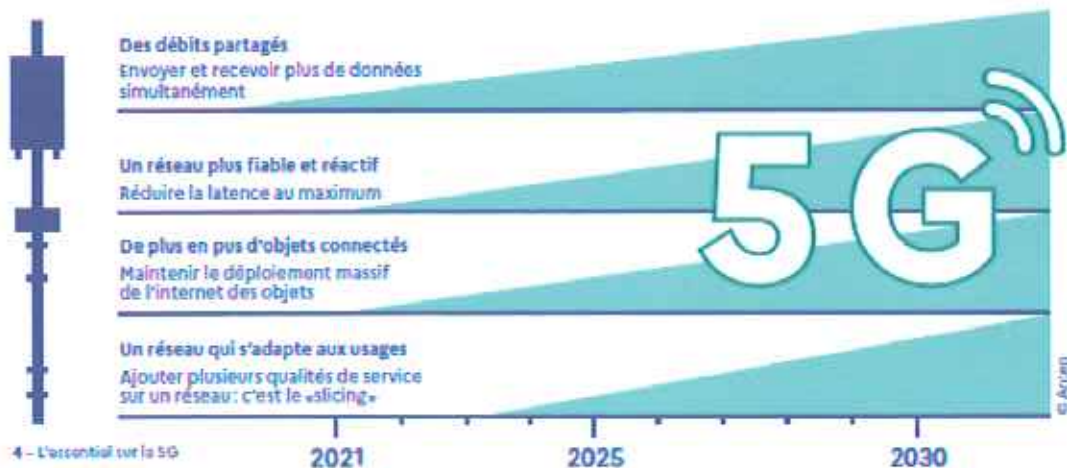 Des débits partagés
Envoyer et recevoir plus de données
simultanément
Un réseau plus fiable et réactif
Réduire la latence au maximum
De plus en pus d'objets connectés
Maintenir le déploiement massif
de l'internet des objets
Un réseau qui s'adapte aux usages
Ajouter plusieurs qualités de service
sur un réseau : c'est le «slicing»
5G
2021 2025 2030
4 – L'essentiel sur la 5G
© Arcep